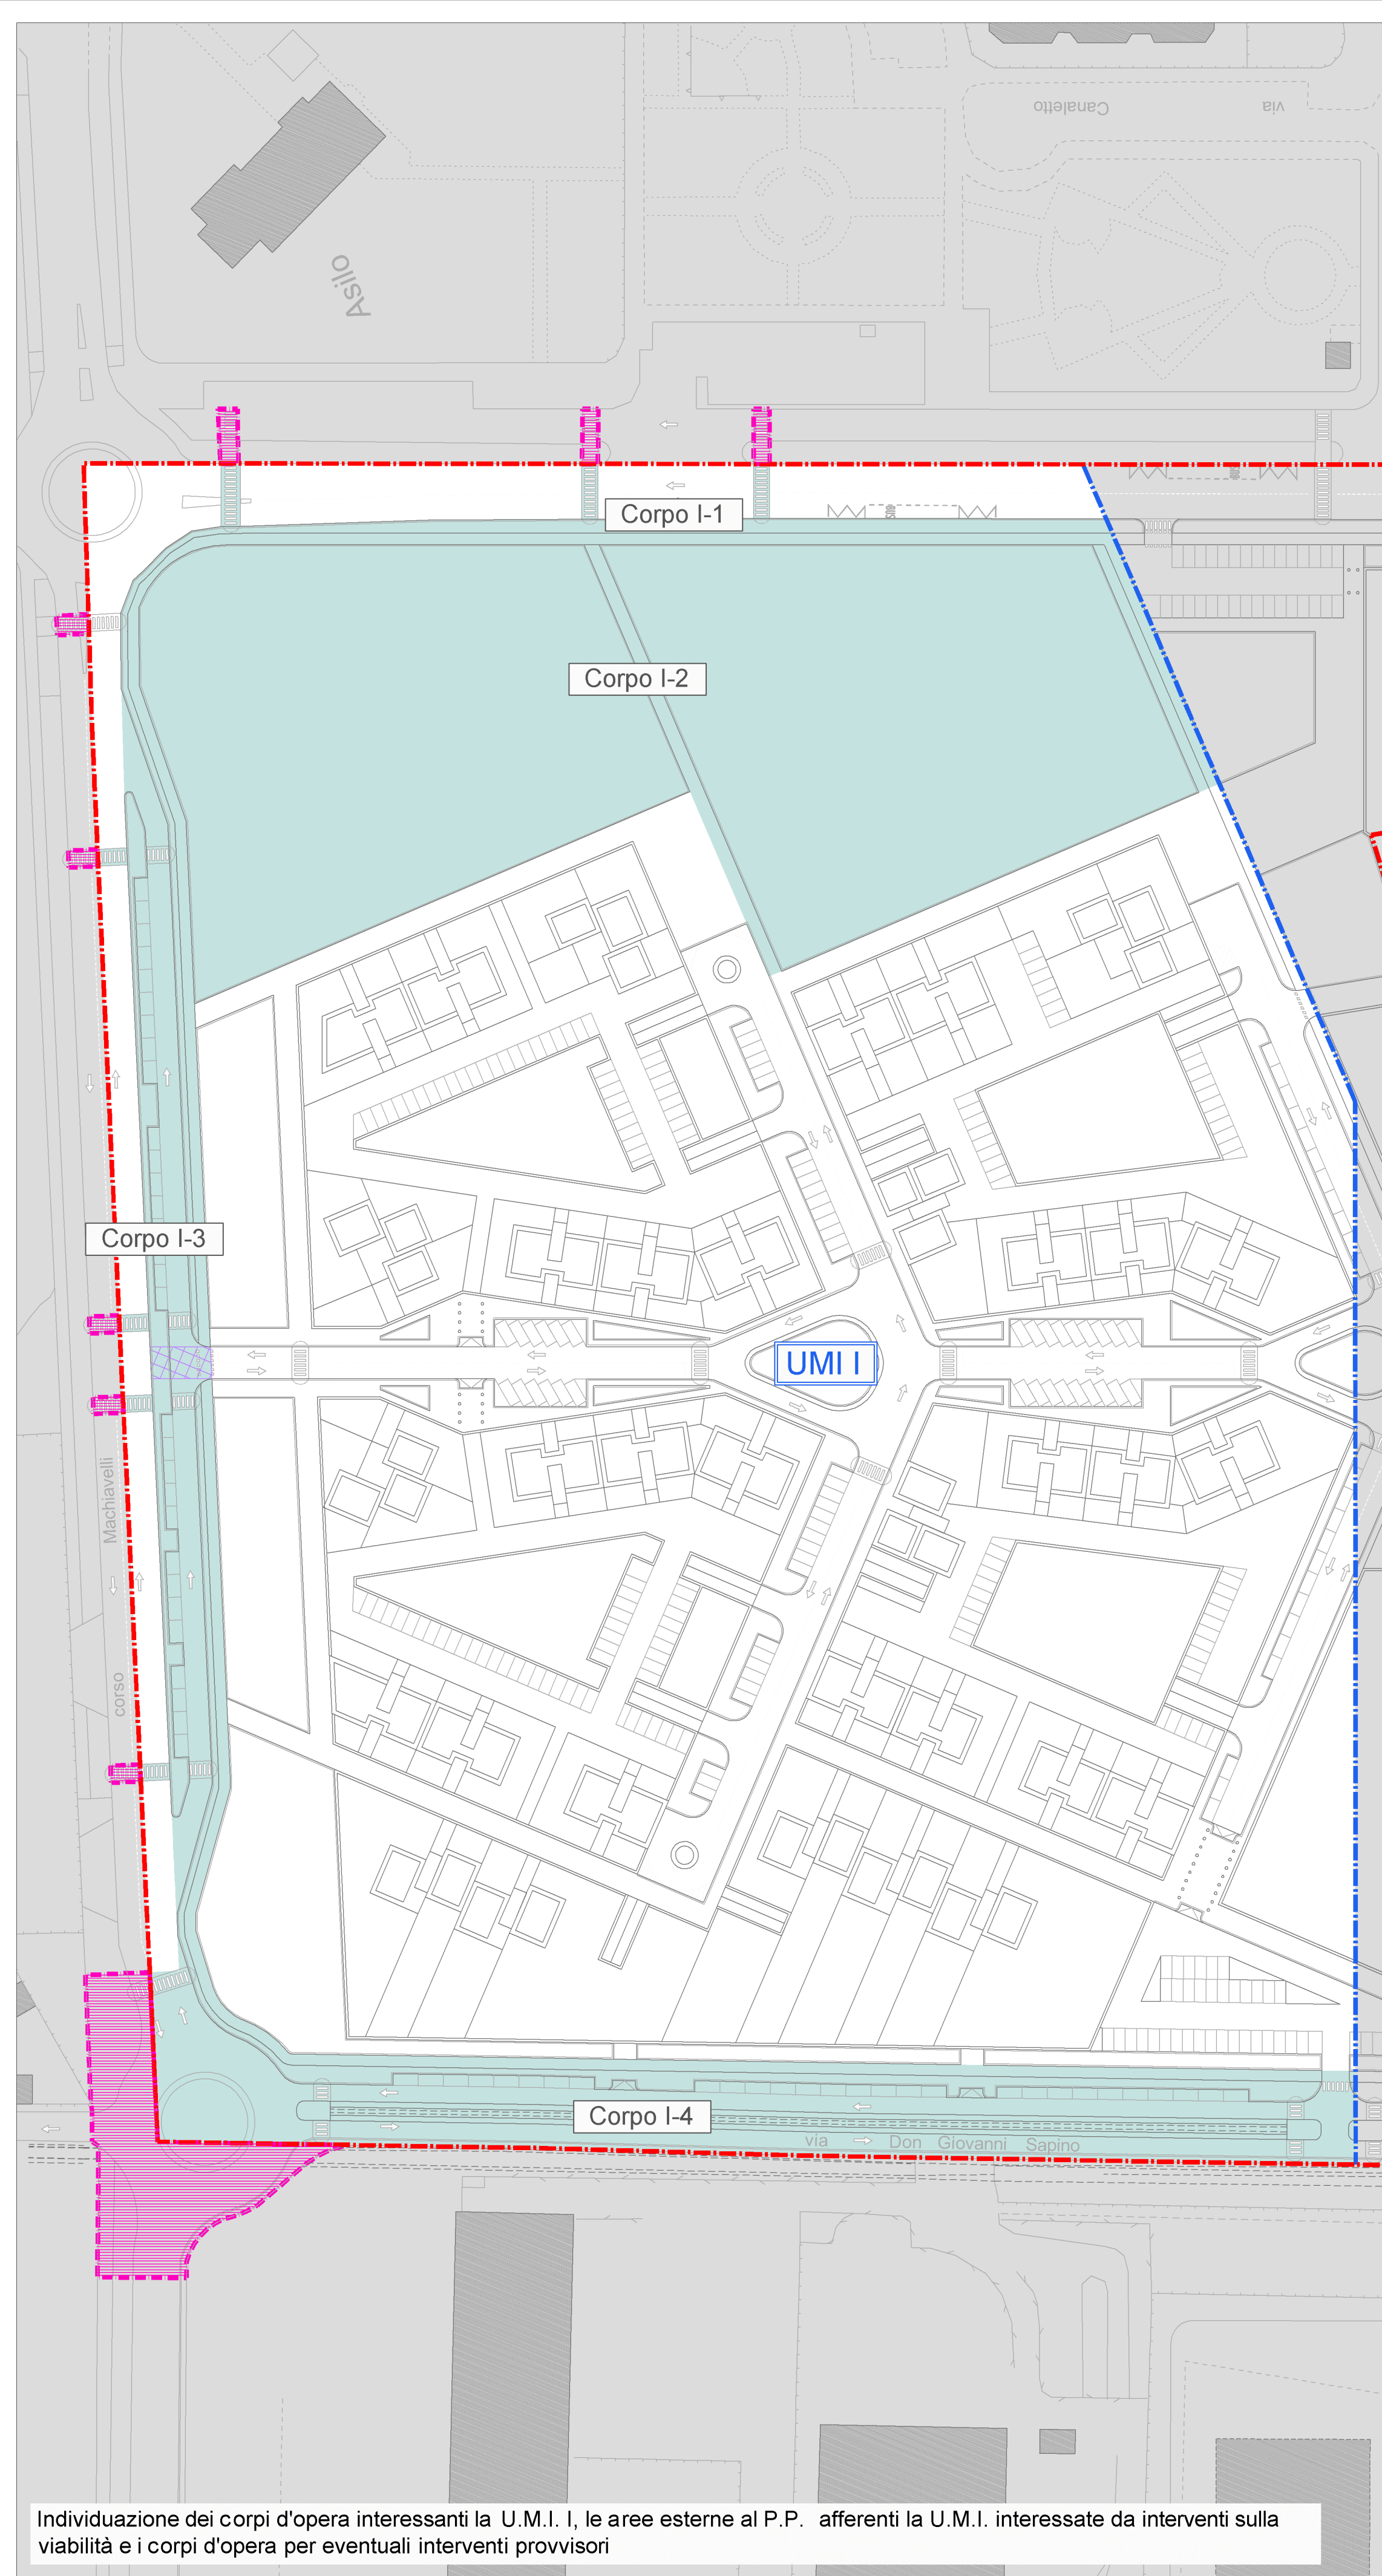 via
Canaletto
Asilo
BUS
BUS
Corpo I-1
Corpo I-2
Corpo I-3
UMI I
Machiavelli
corso
Corpo I-4
via Don Giovanni Sapino
Individuazione dei corpi d'opera interessanti la U.M.I. I, le aree esterne al P.P. afferenti la U.M.I. interessate da interventi sulla
viabilità e i corpi d'opera per eventuali interventi provvisori